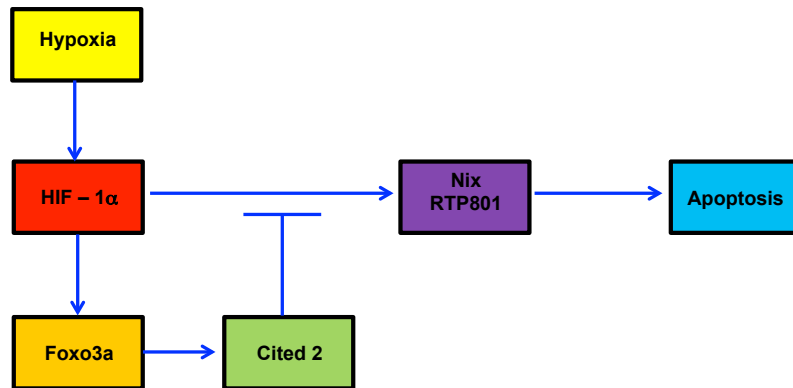 Hypoxia
HIF – 1α
Nix
RTP801
Apoptosis
Foxo3a
Cited 2